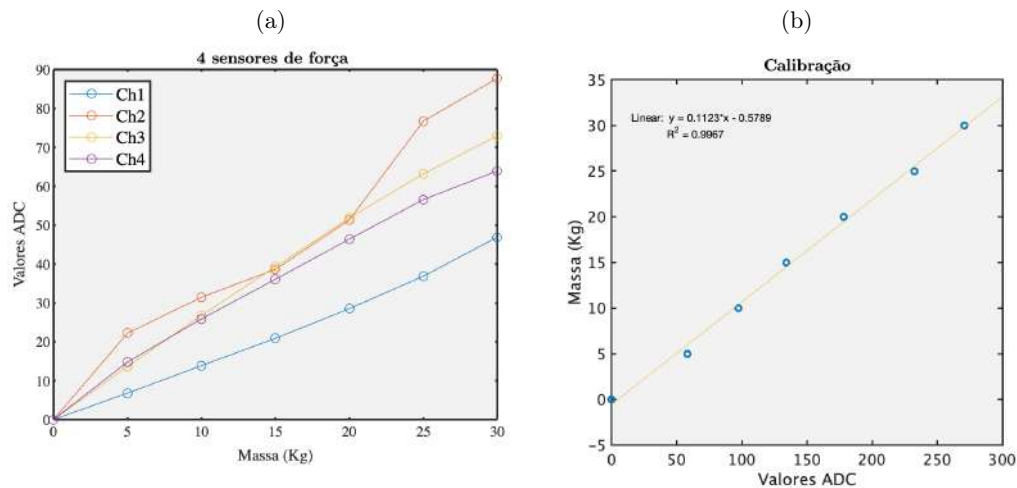 (a)
4 sensores de força
90
80
70
60
50
40
30
20
10
0
Ch1
Ch2
Ch3
Ch4
Valores ADC
0 5 10 15 20 25 30
Massa (Kg)
(b)
Calibração
35
30
25
20
15
10
5
0
-5
Linear: y = 0.1123*x - 0.5789
R² = 0.9967
Massa (Kg)
0 50 100 150 200 250 300
Valores ADC